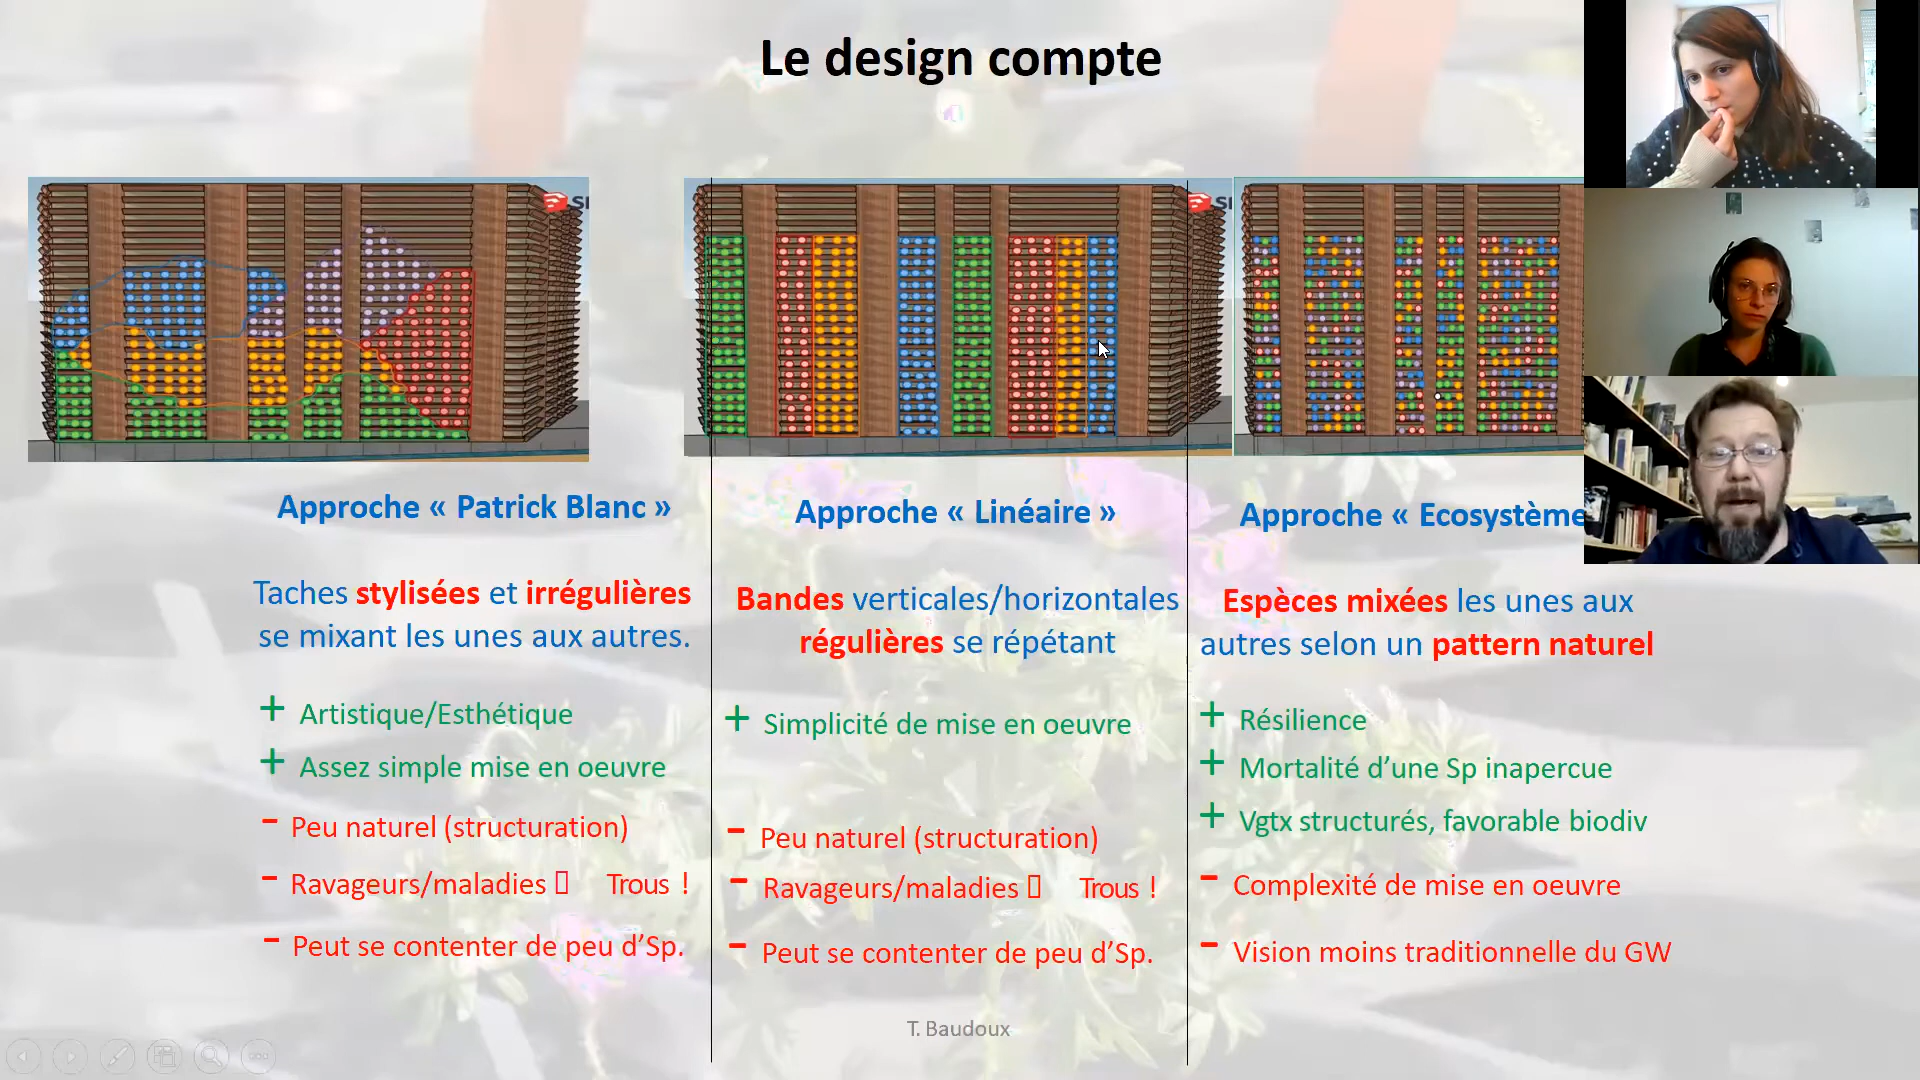 Le design compte
Approche « Patrick Blanc »
Taches stylisées et irrégulières
se mixant les unes aux autres.
+ Artistique/Esthétique
+ Assez simple mise en oeuvre
- Peu naturel (structuration)
- Ravageurs/maladies Trous !
- Peut se contenter de peu d’Sp.
Approche « Linéaire »
Bandes verticales/horizontales
régulières se répétant
+ Simplicité de mise en oeuvre
- Peu naturel (structuration)
- Ravageurs/maladies Trous !
- Peut se contenter de peu d’Sp.
Approche « Ecosystème
Espèces mixées les unes aux
autres selon un pattern naturel
+ Résilience
+ Mortalité d’une Sp inapercue
+ Vgtx structurés, favorable biodiv
- Complexité de mise en oeuvre
- Vision moins traditionnelle du GW
T. Baudoux